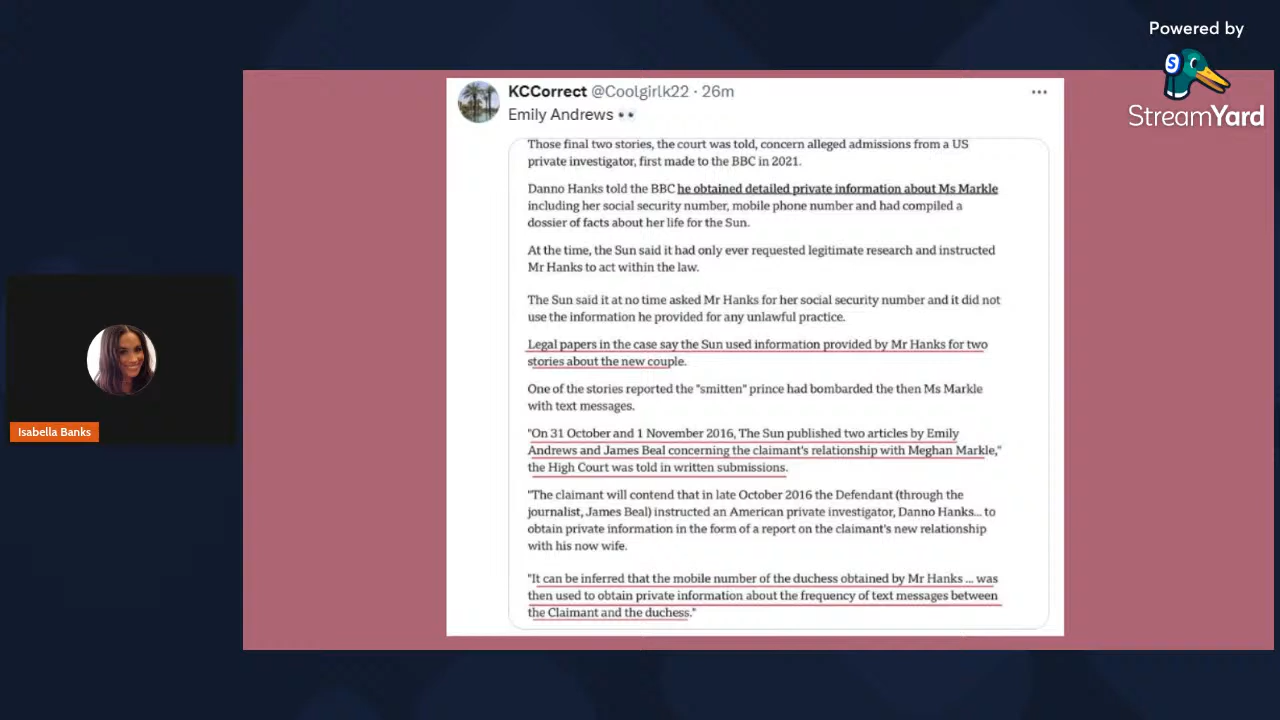 Powered by
StreamYard
KCCorrect @Coolgirlk22 · 26m
Emily Andrews 👀
Those final two stories, the court was told, concern alleged admissions from a US
private investigator, first made to the BBC in 2021.
Danno Hanks told the BBC he obtained detailed private information about Ms Markle
including her social security number, mobile phone number and had compiled a
dossier of facts about her life for the Sun.
At the time, the Sun said it had only ever requested legitimate research and instructed
Mr Hanks to act within the law.
The Sun said it at no time asked Mr Hanks for her social security number and it did not
use the information he provided for any unlawful practice.
Legal papers in the case say the Sun used information provided by Mr Hanks for two
stories about the new couple.
One of the stories reported the "smitten" prince had bombarded the then Ms Markle
with text messages.
"On 31 October and 1 November 2016, The Sun published two articles by Emily
Andrews and James Beal concerning the claimant's relationship with Meghan Markle,"
the High Court was told in written submissions.
"The claimant will contend that in late October 2016 the Defendant (through the
journalist, James Beal) instructed an American private investigator, Danno Hanks... to
obtain private information in the form of a report on the claimant's new relationship
with his now wife.
"It can be inferred that the mobile number of the duchess obtained by Mr Hanks ... was
then used to obtain private information about the frequency of text messages between
the Claimant and the duchess."
Isabella Banks